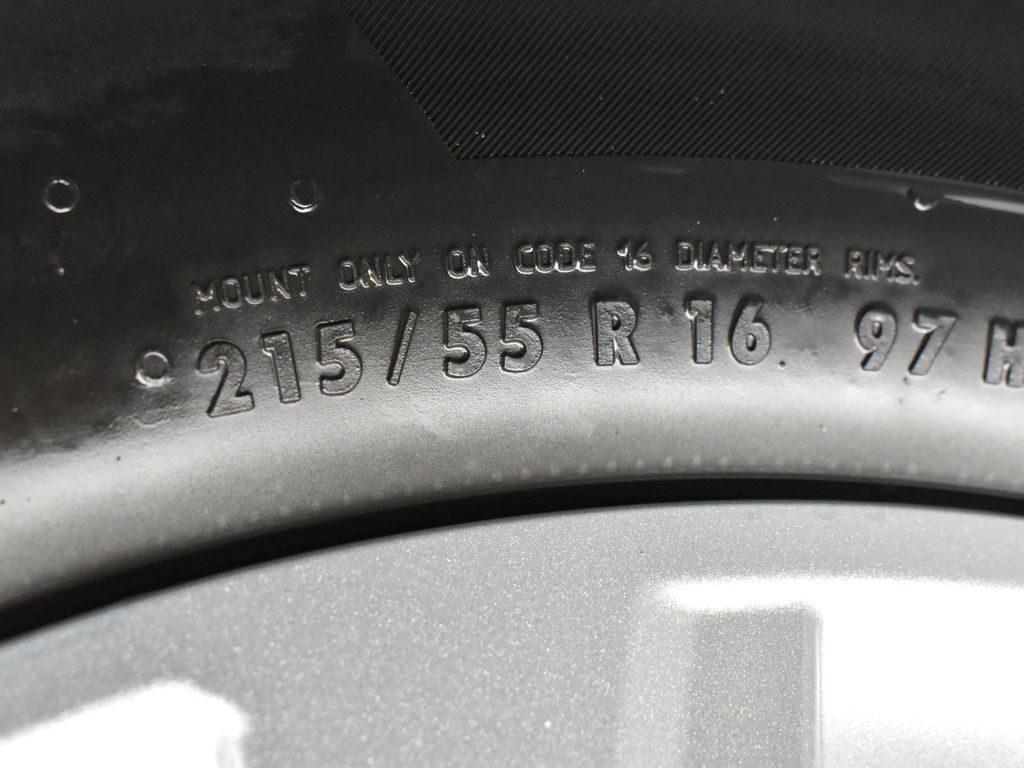 MOUNT ONLY ON CODE 16 DIAMETER RIMS.
215/55 R 16 97 H